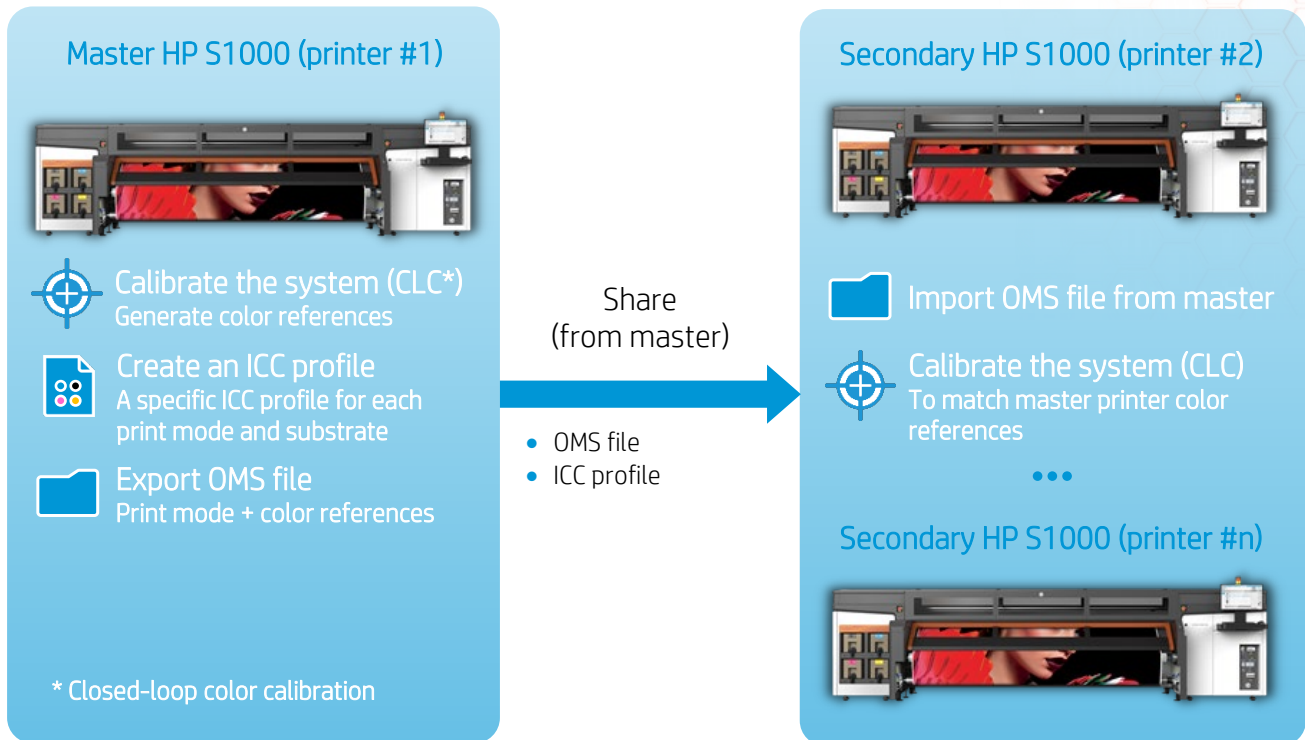 Master HP S1000 (printer #1)
Calibrate the system (CLC*)
Generate color references
Create an ICC profile
A specific ICC profile for each
print mode and substrate
Export OMS file
Print mode + color references
* Closed-loop color calibration
Share
(from master)
• OMS file
• ICC profile
Secondary HP S1000 (printer #2)
Import OMS file from master
Calibrate the system (CLC)
To match master printer color
references
•••
Secondary HP S1000 (printer #n)